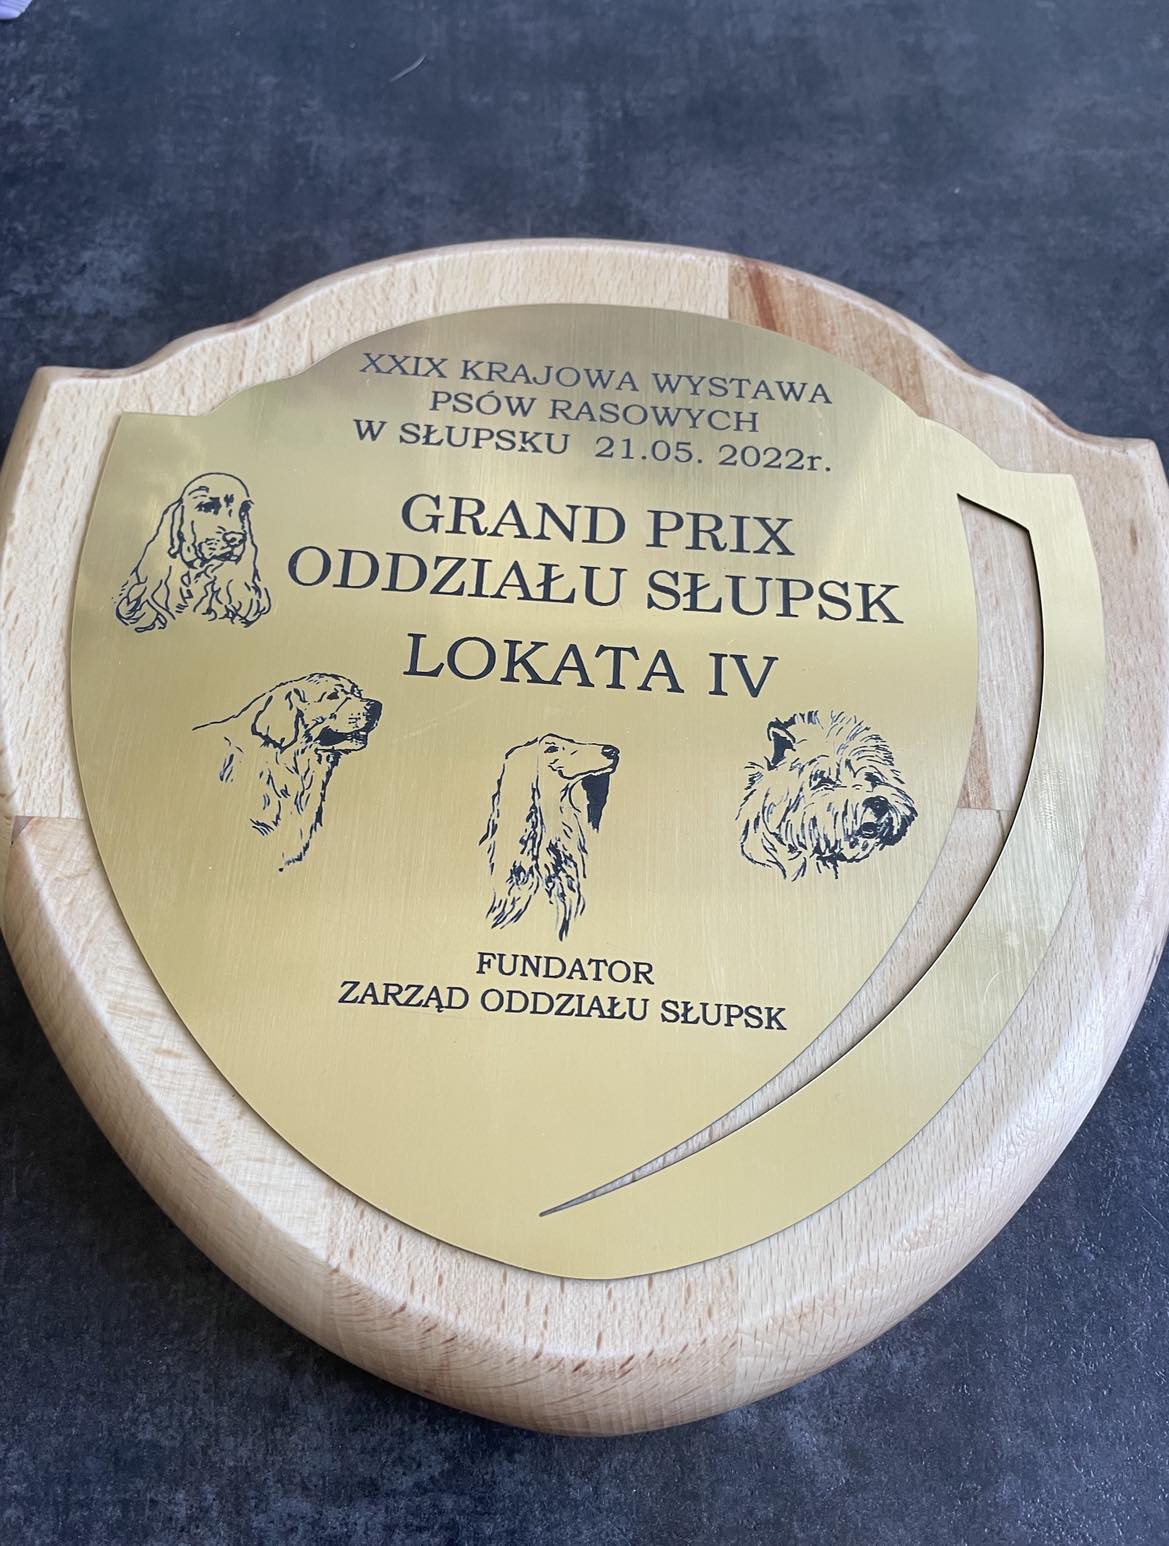 XXIX KRAJOWA WYSTAWA
PSÓW RASOWYCH
W SŁUPSKU 21.05. 2022r.
GRAND PRIX
ODDZIAŁU SŁUPSK
LOKATA IV
FUNDATOR
ZARZĄD ODDZIAŁU SŁUPSK